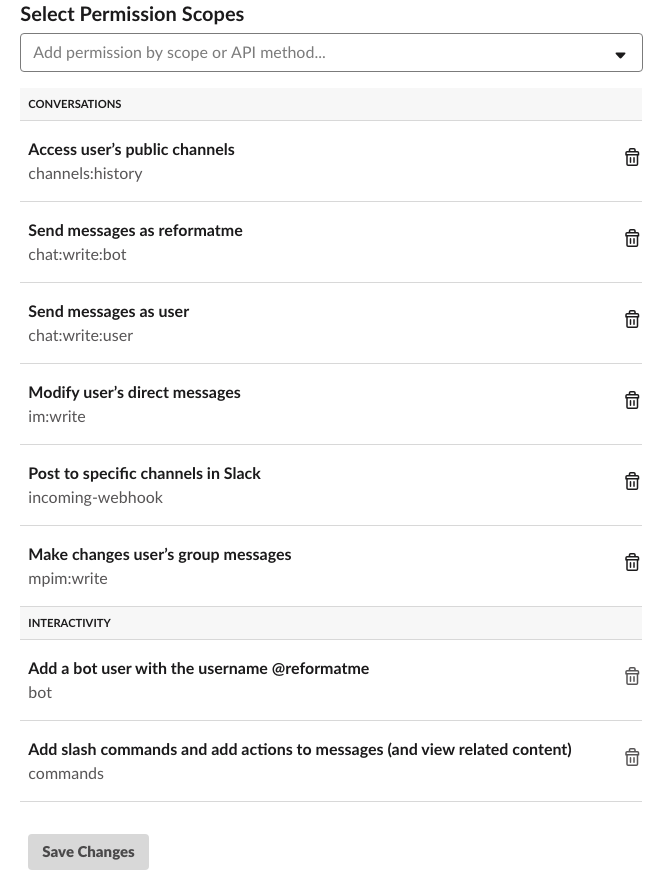 Select Permission Scopes
Add permission by scope or API method...
CONVERSATIONS
Access user’s public channels
channels:history
Send messages as reformatme
chat:write:bot
Send messages as user
chat:write:user
Modify user’s direct messages
im:write
Post to specific channels in Slack
incoming-webhook
Make changes user’s group messages
mpim:write
INTERACTIVITY
Add a bot user with the username @reformatme
bot
Add slash commands and add actions to messages (and view related content)
commands
Save Changes